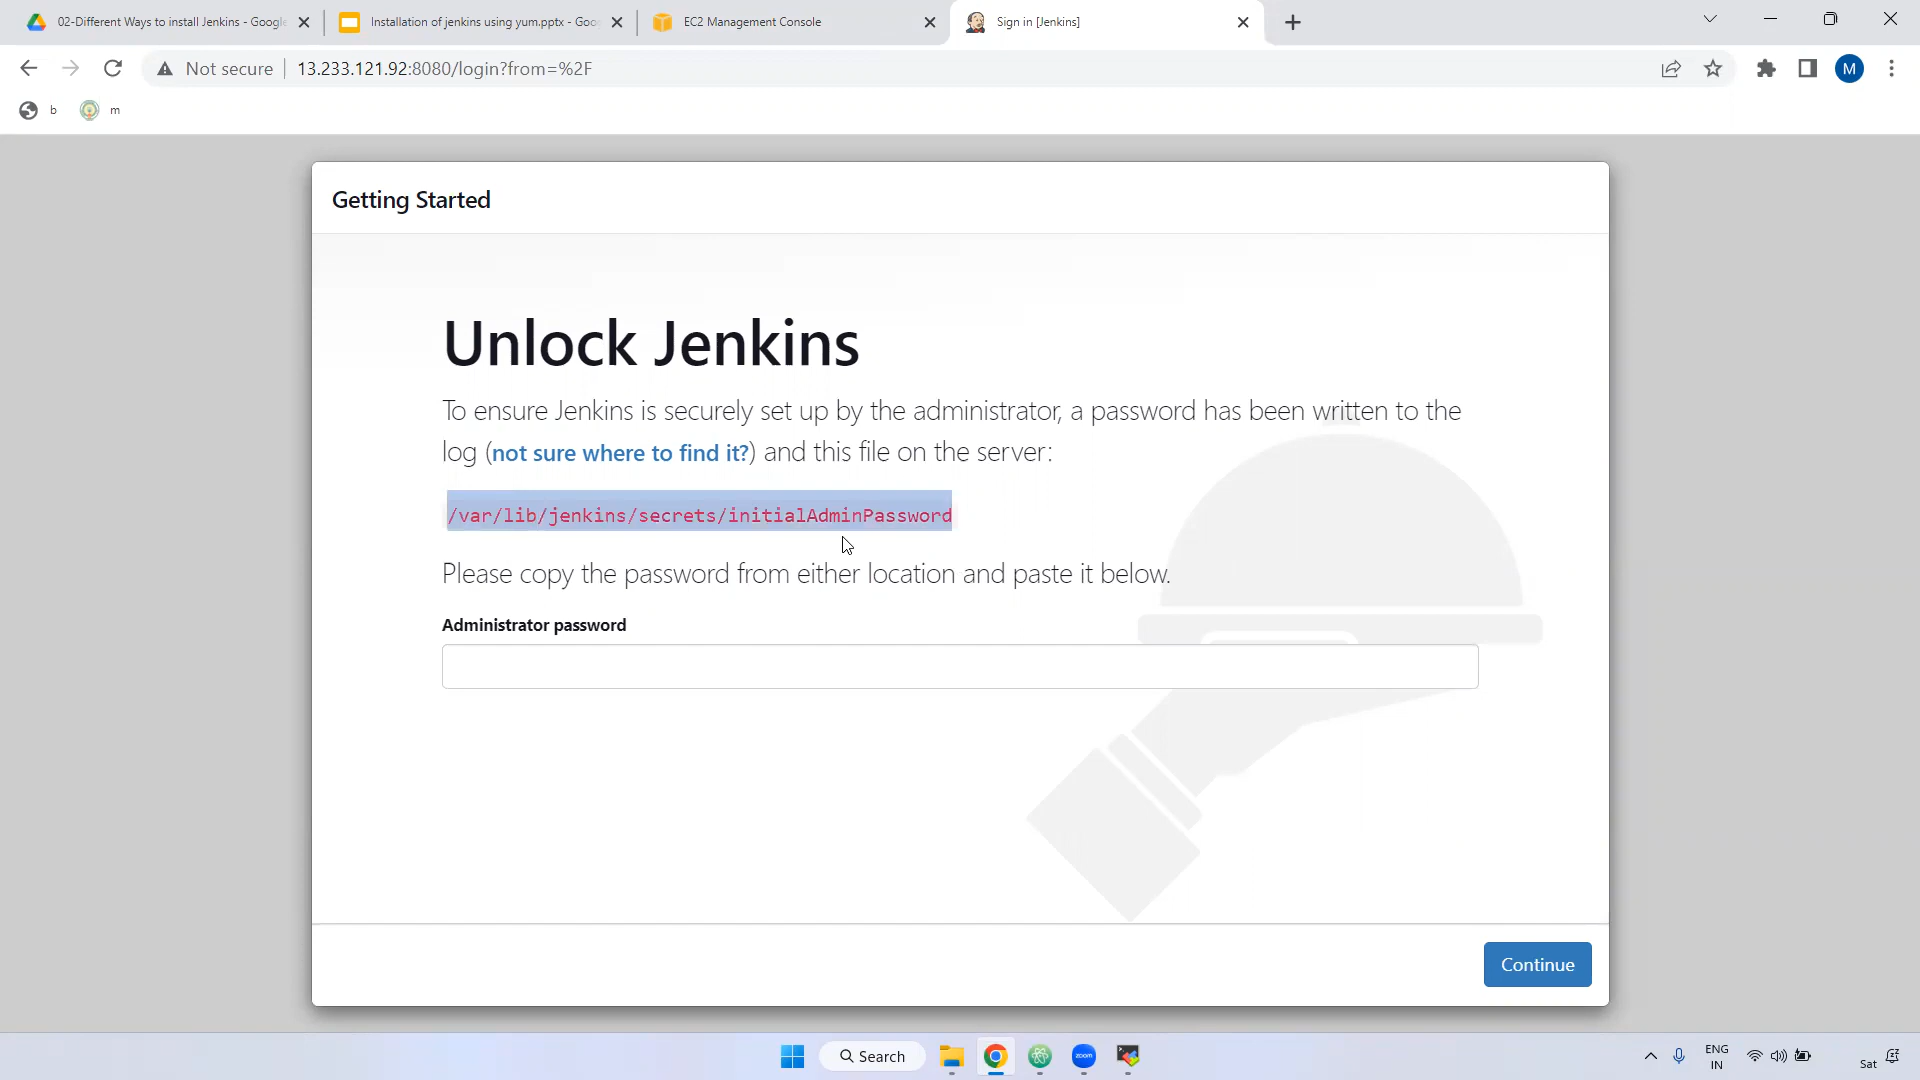 02-Different Ways to install Jenkins - Google
Installation of jenkins using yum.pptx - Goo
EC2 Management Console
Sign in [Jenkins]
Not secure
13.233.121.92:8080/login?from=%2F
M
b
m
Getting Started
Unlock Jenkins
To ensure Jenkins is securely set up by the administrator, a password has been written to the
log (not sure where to find it?) and this file on the server:
/var/lib/jenkins/secrets/initialAdminPassword
Please copy the password from either location and paste it below.
Administrator password
Continue
Search
zoom
ENG
IN
Sat